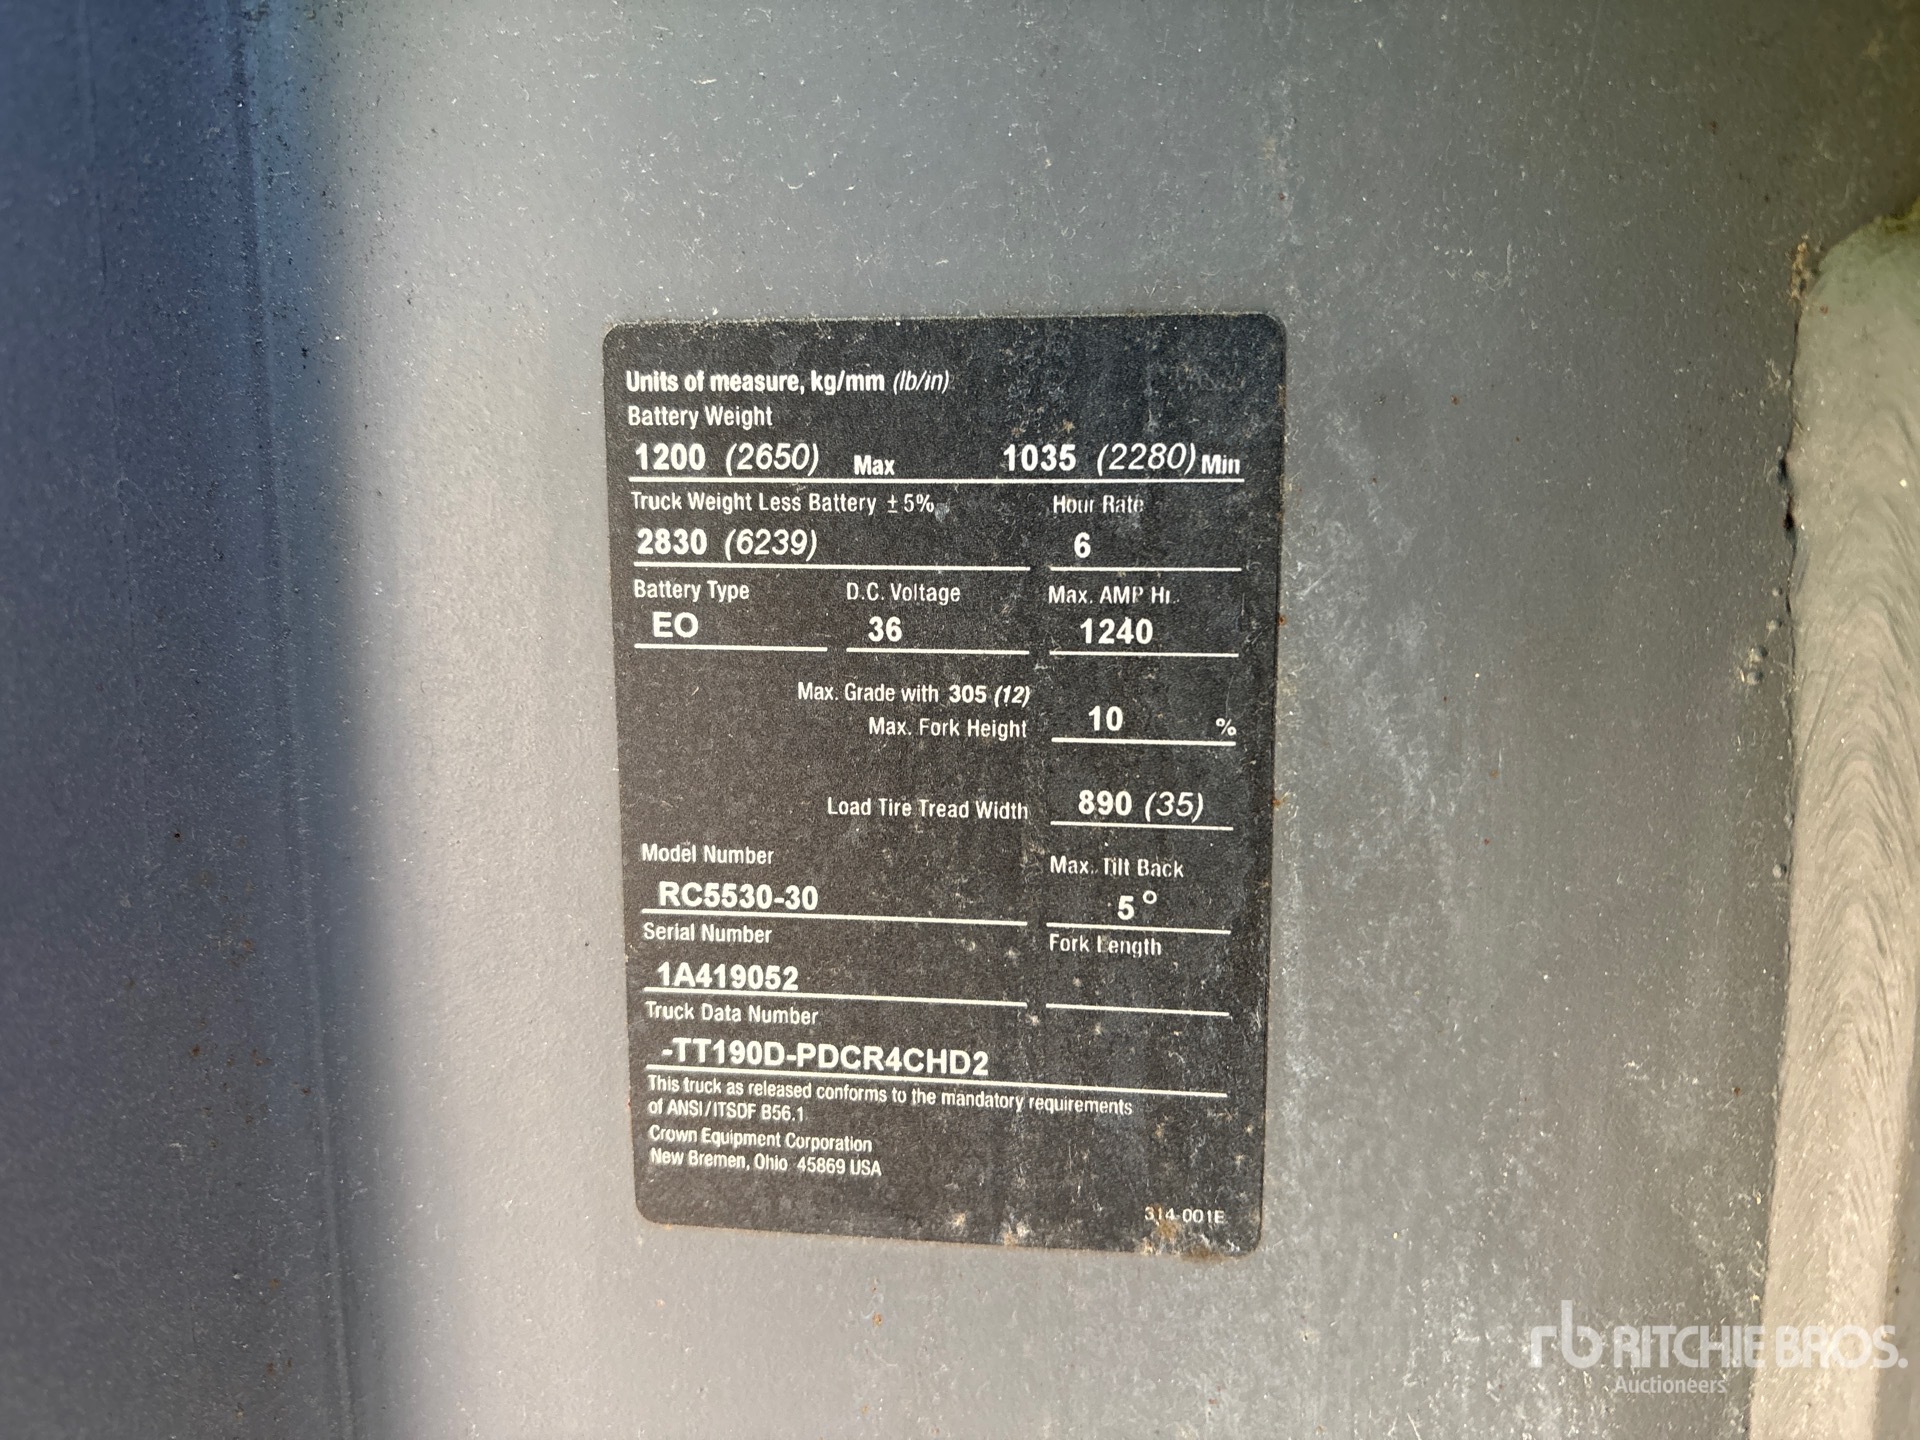 Units of measure, kg/mm (lb/in)
Battery Weight
1200 (2650) Max 1035 (2280) Min
Truck Weight Less Battery ± 5% Hour Rate
2830 (6239) 6
Battery Type D.C. Voltage Max. AMP Hr.
EO 36 1240
Max. Grade with 305 (12)
Max. Fork Height 10 %
Load Tire Tread Width 890 (35)
Model Number Max. Tilt Back
RC5530-30 5°
Serial Number Fork Length
1A419052
Truck Data Number
-TT190D-PDCR4CHD2
This truck as released conforms to the mandatory requirements
of ANSI/ITSDF B56.1
Crown Equipment Corporation
New Bremen, Ohio 45869 USA
314-001E
rb RITCHIE BROS.
Auctioneers